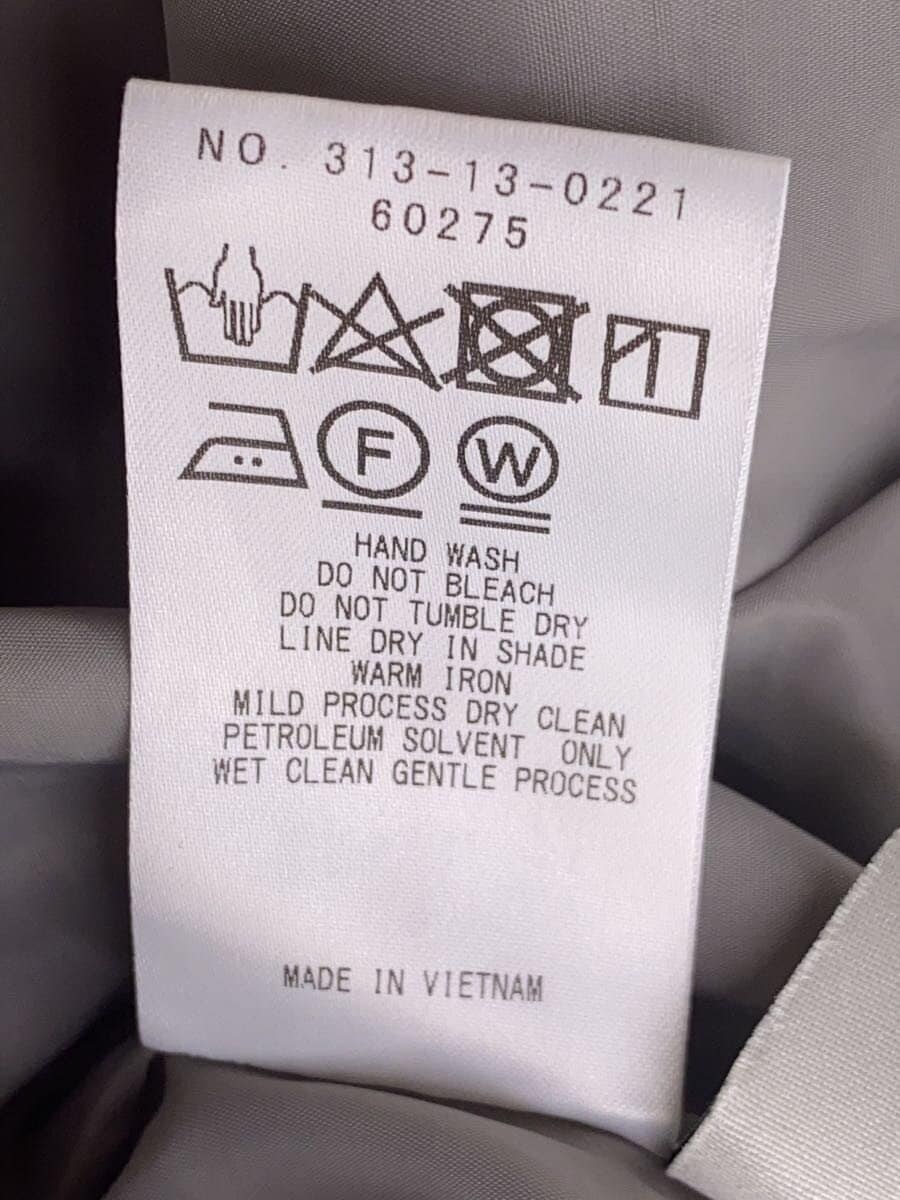 NO. 313-13-0221
60275
F W
HAND WASH
DO NOT BLEACH
DO NOT TUMBLE DRY
LINE DRY IN SHADE
WARM IRON
MILD PROCESS DRY CLEAN
PETROLEUM SOLVENT ONLY
WET CLEAN GENTLE PROCESS
MADE IN VIETNAM